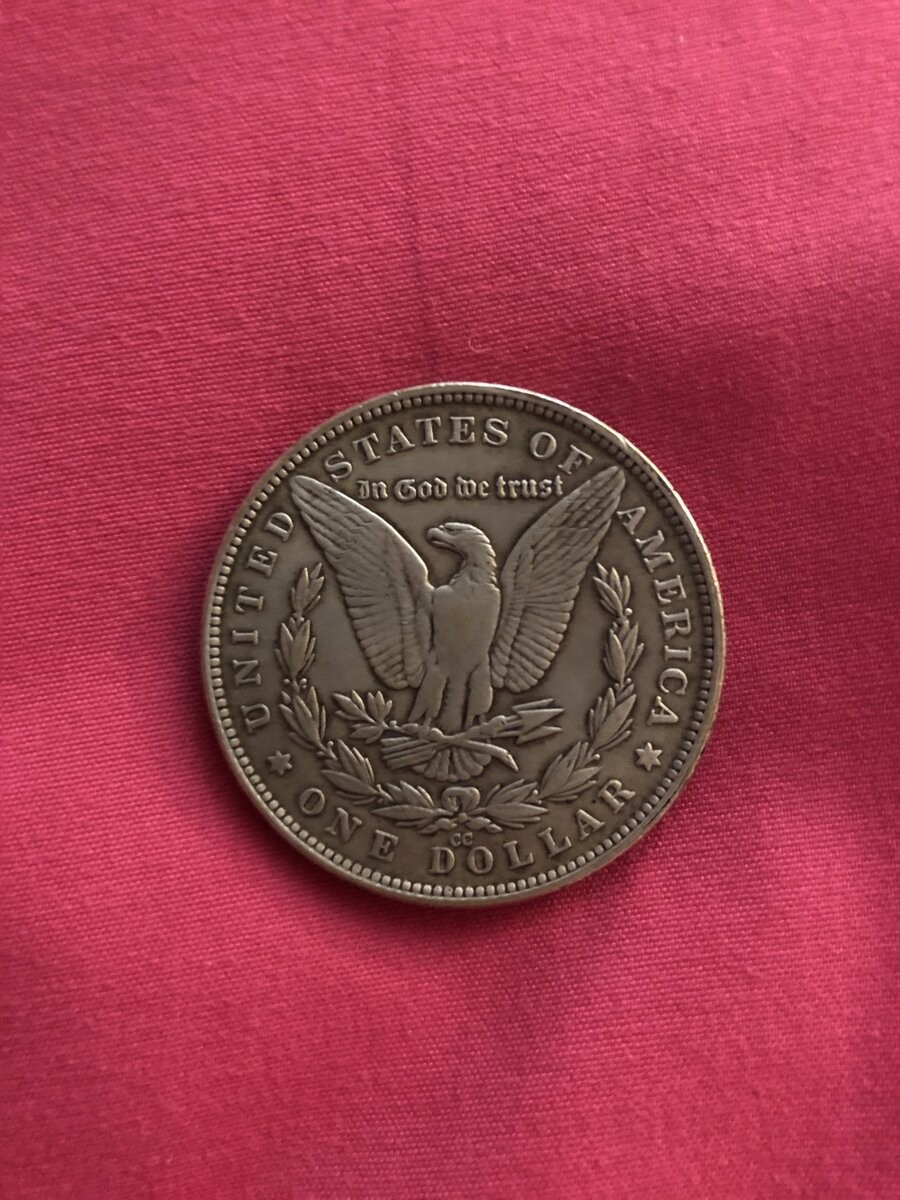 UNITED STATES OF AMERICA
In God we trust
CC
ONE DOLLAR